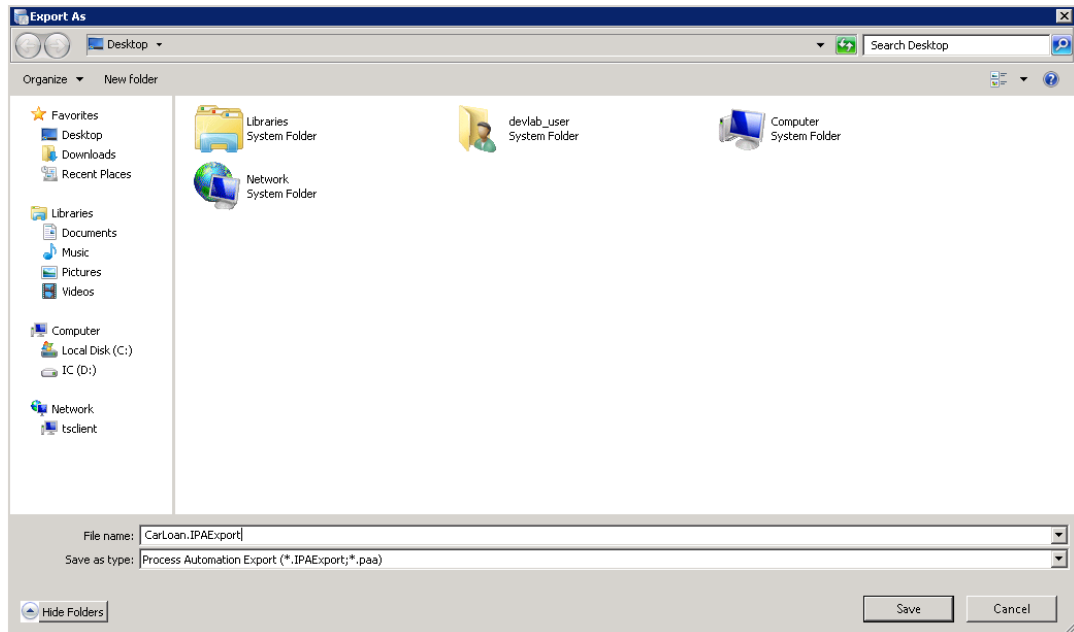 Export As
Desktop
Search Desktop
Organize
New folder
Favorites
Desktop
Downloads
Recent Places
Libraries
Documents
Music
Pictures
Videos
Computer
Local Disk (C:)
IC (D:)
Network
tsclient
Libraries
System Folder
devlab_user
System Folder
Computer
System Folder
Network
System Folder
File name: CarLoan.IPAExport
Save as type: Process Automation Export (*.IPAExport;*.paa)
Hide Folders
Save
Cancel